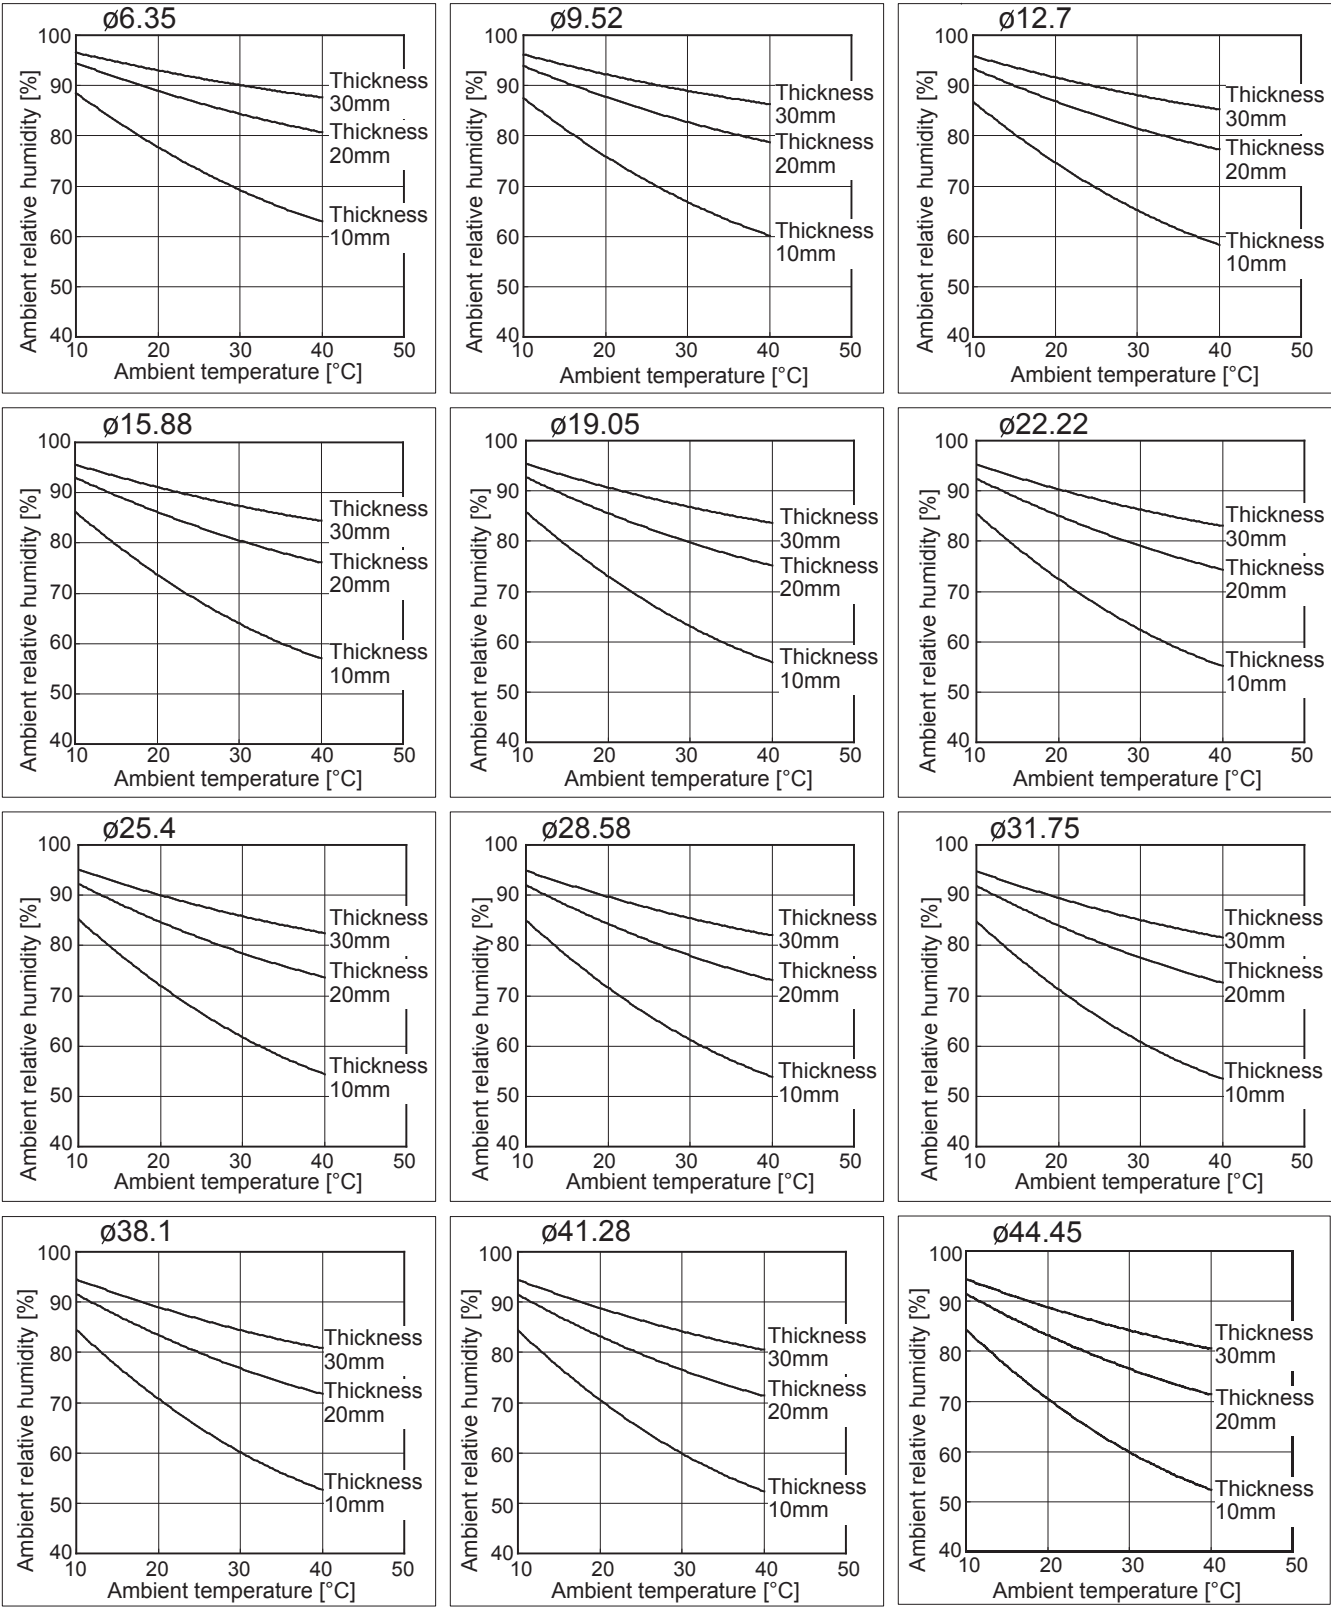 ø6.35
Ambient relative humidity [%]
100
90
80
70
60
50
40
Thickness
30mm
Thickness
20mm
Thickness
10mm
10 20 30 40 50
Ambient temperature [°C]
ø9.52
Ambient relative humidity [%]
100
90
80
70
60
50
40
Thickness
30mm
Thickness
20mm
Thickness
10mm
10 20 30 40 50
Ambient temperature [°C]
ø12.7
Ambient relative humidity [%]
100
90
80
70
60
50
40
Thickness
30mm
Thickness
20mm
Thickness
10mm
10 20 30 40 50
Ambient temperature [°C]
ø15.88
Ambient relative humidity [%]
100
90
80
70
60
50
40
Thickness
30mm
Thickness
20mm
Thickness
10mm
10 20 30 40 50
Ambient temperature [°C]
ø19.05
Ambient relative humidity [%]
100
90
80
70
60
50
40
Thickness
30mm
Thickness
20mm
Thickness
10mm
10 20 30 40 50
Ambient temperature [°C]
ø22.22
Ambient relative humidity [%]
100
90
80
70
60
50
40
Thickness
30mm
Thickness
20mm
Thickness
10mm
10 20 30 40 50
Ambient temperature [°C]
ø25.4
Ambient relative humidity [%]
100
90
80
70
60
50
40
Thickness
30mm
Thickness
20mm
Thickness
10mm
10 20 30 40 50
Ambient temperature [°C]
ø28.58
Ambient relative humidity [%]
100
90
80
70
60
50
40
Thickness
30mm
Thickness
20mm
Thickness
10mm
10 20 30 40 50
Ambient temperature [°C]
ø31.75
Ambient relative humidity [%]
100
90
80
70
60
50
40
Thickness
30mm
Thickness
20mm
Thickness
10mm
10 20 30 40 50
Ambient temperature [°C]
ø38.1
Ambient relative humidity [%]
100
90
80
70
60
50
40
Thickness
30mm
Thickness
20mm
Thickness
10mm
10 20 30 40 50
Ambient temperature [°C]
ø41.28
Ambient relative humidity [%]
100
90
80
70
60
50
40
Thickness
30mm
Thickness
20mm
Thickness
10mm
10 20 30 40 50
Ambient temperature [°C]
ø44.45
Ambient relative humidity [%]
100
90
80
70
60
50
40
Thickness
30mm
Thickness
20mm
Thickness
10mm
10 20 30 40 50
Ambient temperature [°C]